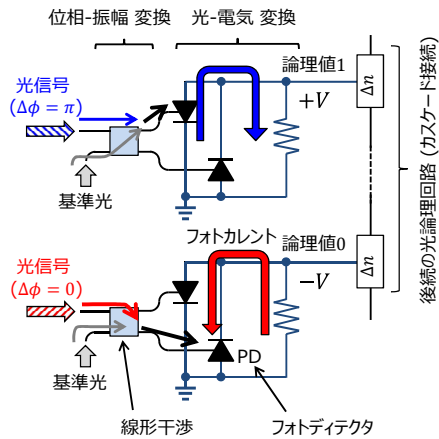 位相-振幅 変換
光-電気 変換
光信号
(Δϕ = π)
基準光
論理値1
+V
Δn
フォトカレント
論理値0
光信号
(Δϕ = 0)
基準光
−V
Δn
PD
線形干渉
フォトディテクタ
後続の光論理回路 (カスケード接続)